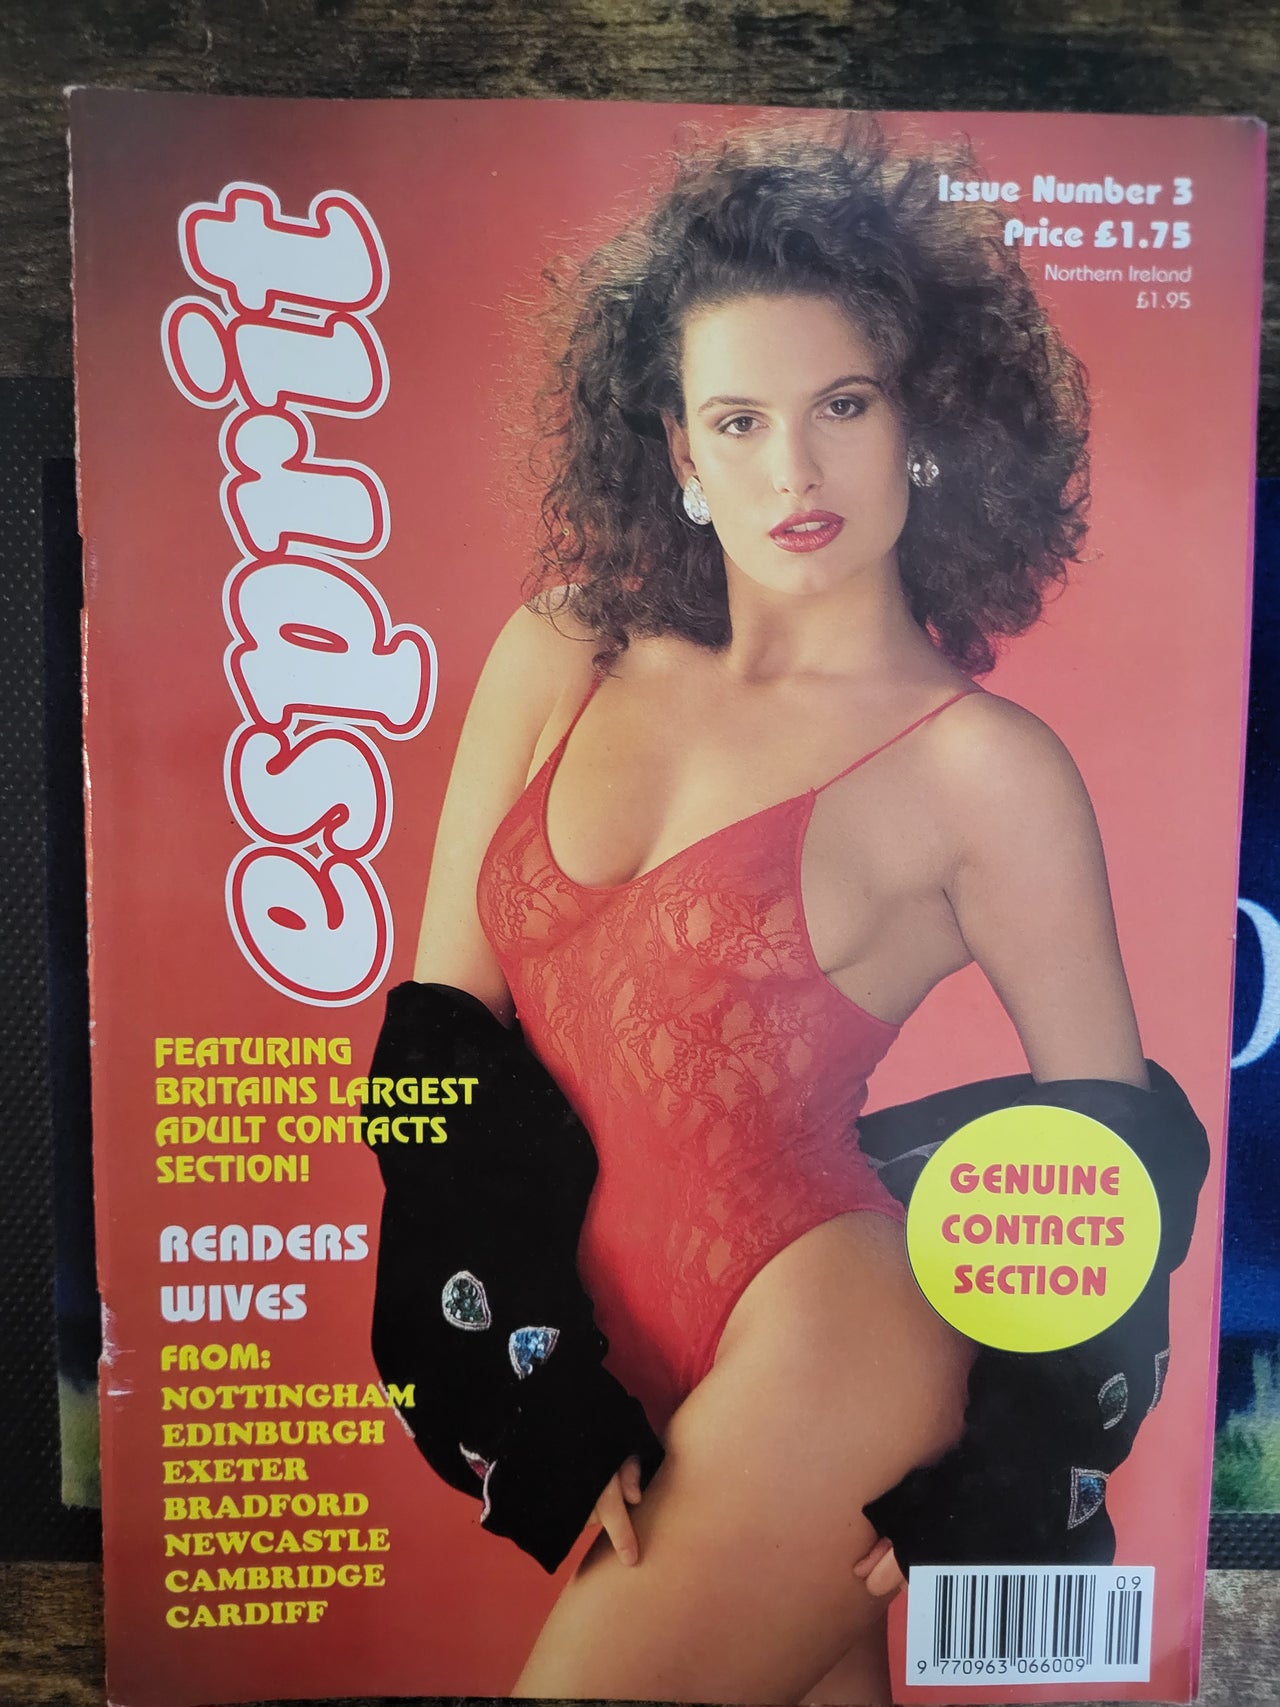 esprit
Issue Number 3
Price £1.75
Northern Ireland
£1.95
FEATURING
BRITAINS LARGEST
ADULT CONTACTS
SECTION!
READERS
WIVES
FROM:
NOTTINGHAM
EDINBURGH
EXETER
BRADFORD
NEWCASTLE
CAMBRIDGE
CARDIFF
GENUINE
CONTACTS
SECTION
09
9 770963 066009